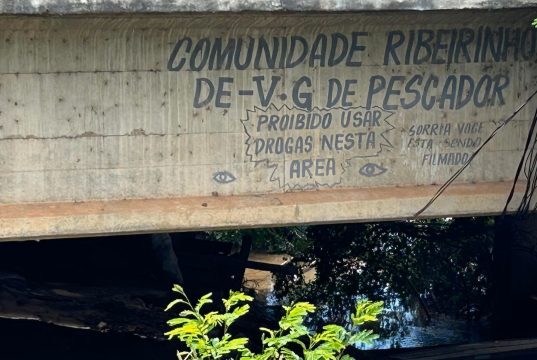 COMUNIDADE RIBEIRINHO
DE-V.G DE PESCADOR
PROIBIDO USAR
DROGAS NESTA
AREA
SORRIA VOCE
ESTA SENDO
FILMADO